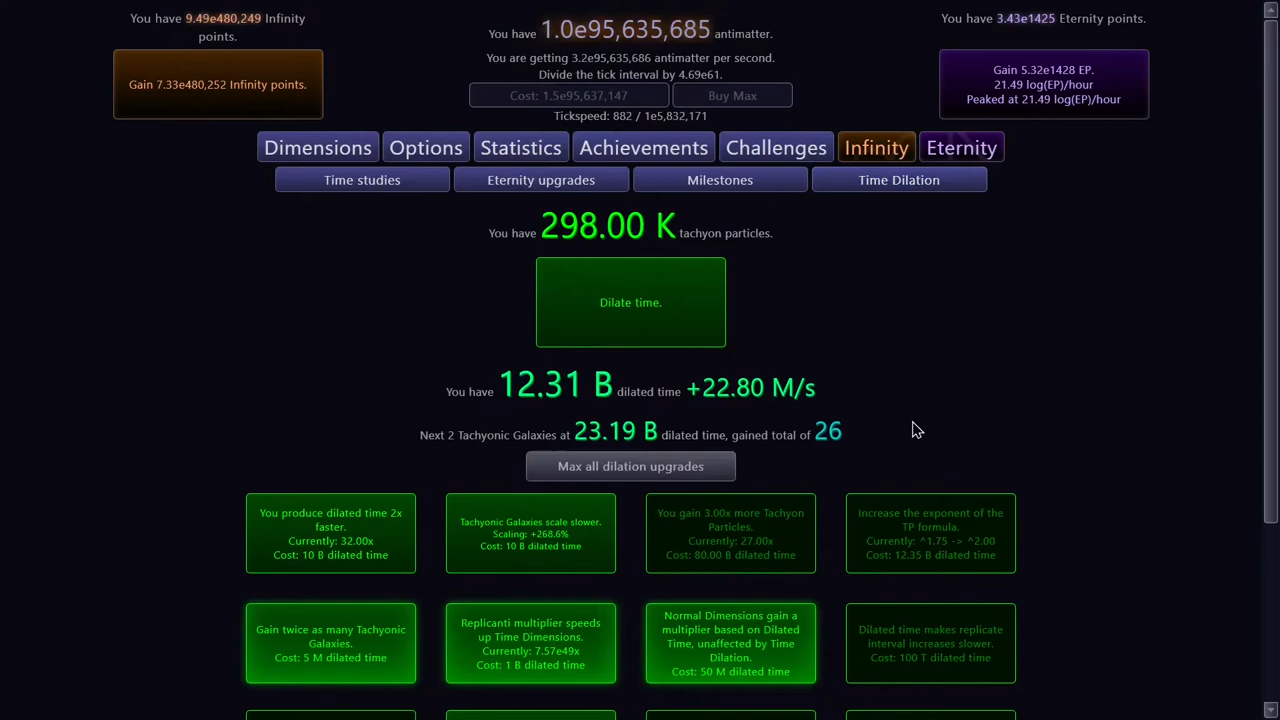 You have 9.49e480,249 Infinity
points.
Gain 7.33e480,252 Infinity points.
You have 1.0e95,635,685 antimatter.
You are getting 3.2e95,635,686 antimatter per second.
Divide the tick interval by 4.69e61.
Cost: 1.5e95,637,147
Buy Max
Tickspeed: 882 / 1e5,832,171
You have 3.43e1425 Eternity points.
Gain 5.32e1428 EP.
21.49 log(EP)/hour
Peaked at 21.49 log(EP)/hour
Dimensions
Options
Statistics
Achievements
Challenges
Infinity
Eternity
Time studies
Eternity upgrades
Milestones
Time Dilation
You have 298.00 K tachyon particles.
Dilate time.
You have 12.31 B dilated time +22.80 M/s
Next 2 Tachyonic Galaxies at 23.19 B dilated time, gained total of 26
Max all dilation upgrades
You produce dilated time 2x
faster.
Currently: 32.00x
Cost: 10 B dilated time
Tachyonic Galaxies scale slower.
Scaling: +268.6%
Cost: 10 B dilated time
You gain 3.00x more Tachyon
Particles.
Currently: 27.00x
Cost: 80.00 B dilated time
Increase the exponent of the
TP formula.
Currently: ^1.75 -> ^2.00
Cost: 12.35 B dilated time
Gain twice as many Tachyonic
Galaxies.
Cost: 5 M dilated time
Replicanti multiplier speeds
up Time Dimensions.
Currently: 7.57e49x
Cost: 1 B dilated time
Normal Dimensions gain a
multiplier based on Dilated
Time, unaffected by Time
Dilation.
Cost: 50 M dilated time
Dilated time makes replicate
interval increases slower.
Cost: 100 T dilated time